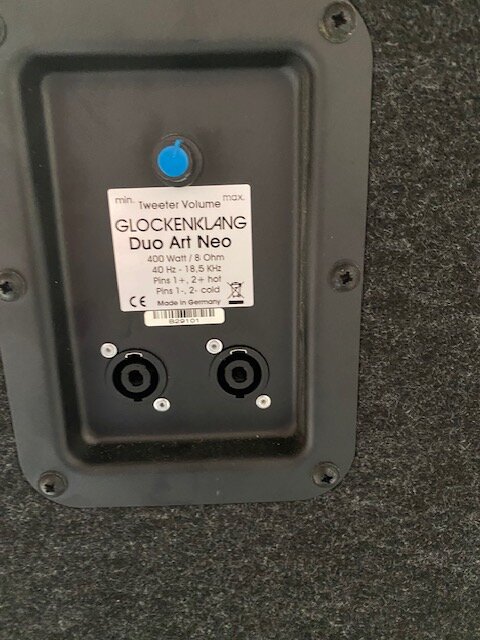 min. Tweeter Volume max.
GLOCKENKLANG
Duo Art Neo
400 Watt / 8 Ohm
40 Hz - 18,5 KHz
Pins 1+, 2+ hot
Pins 1-, 2- cold
CE Made in Germany
B29101